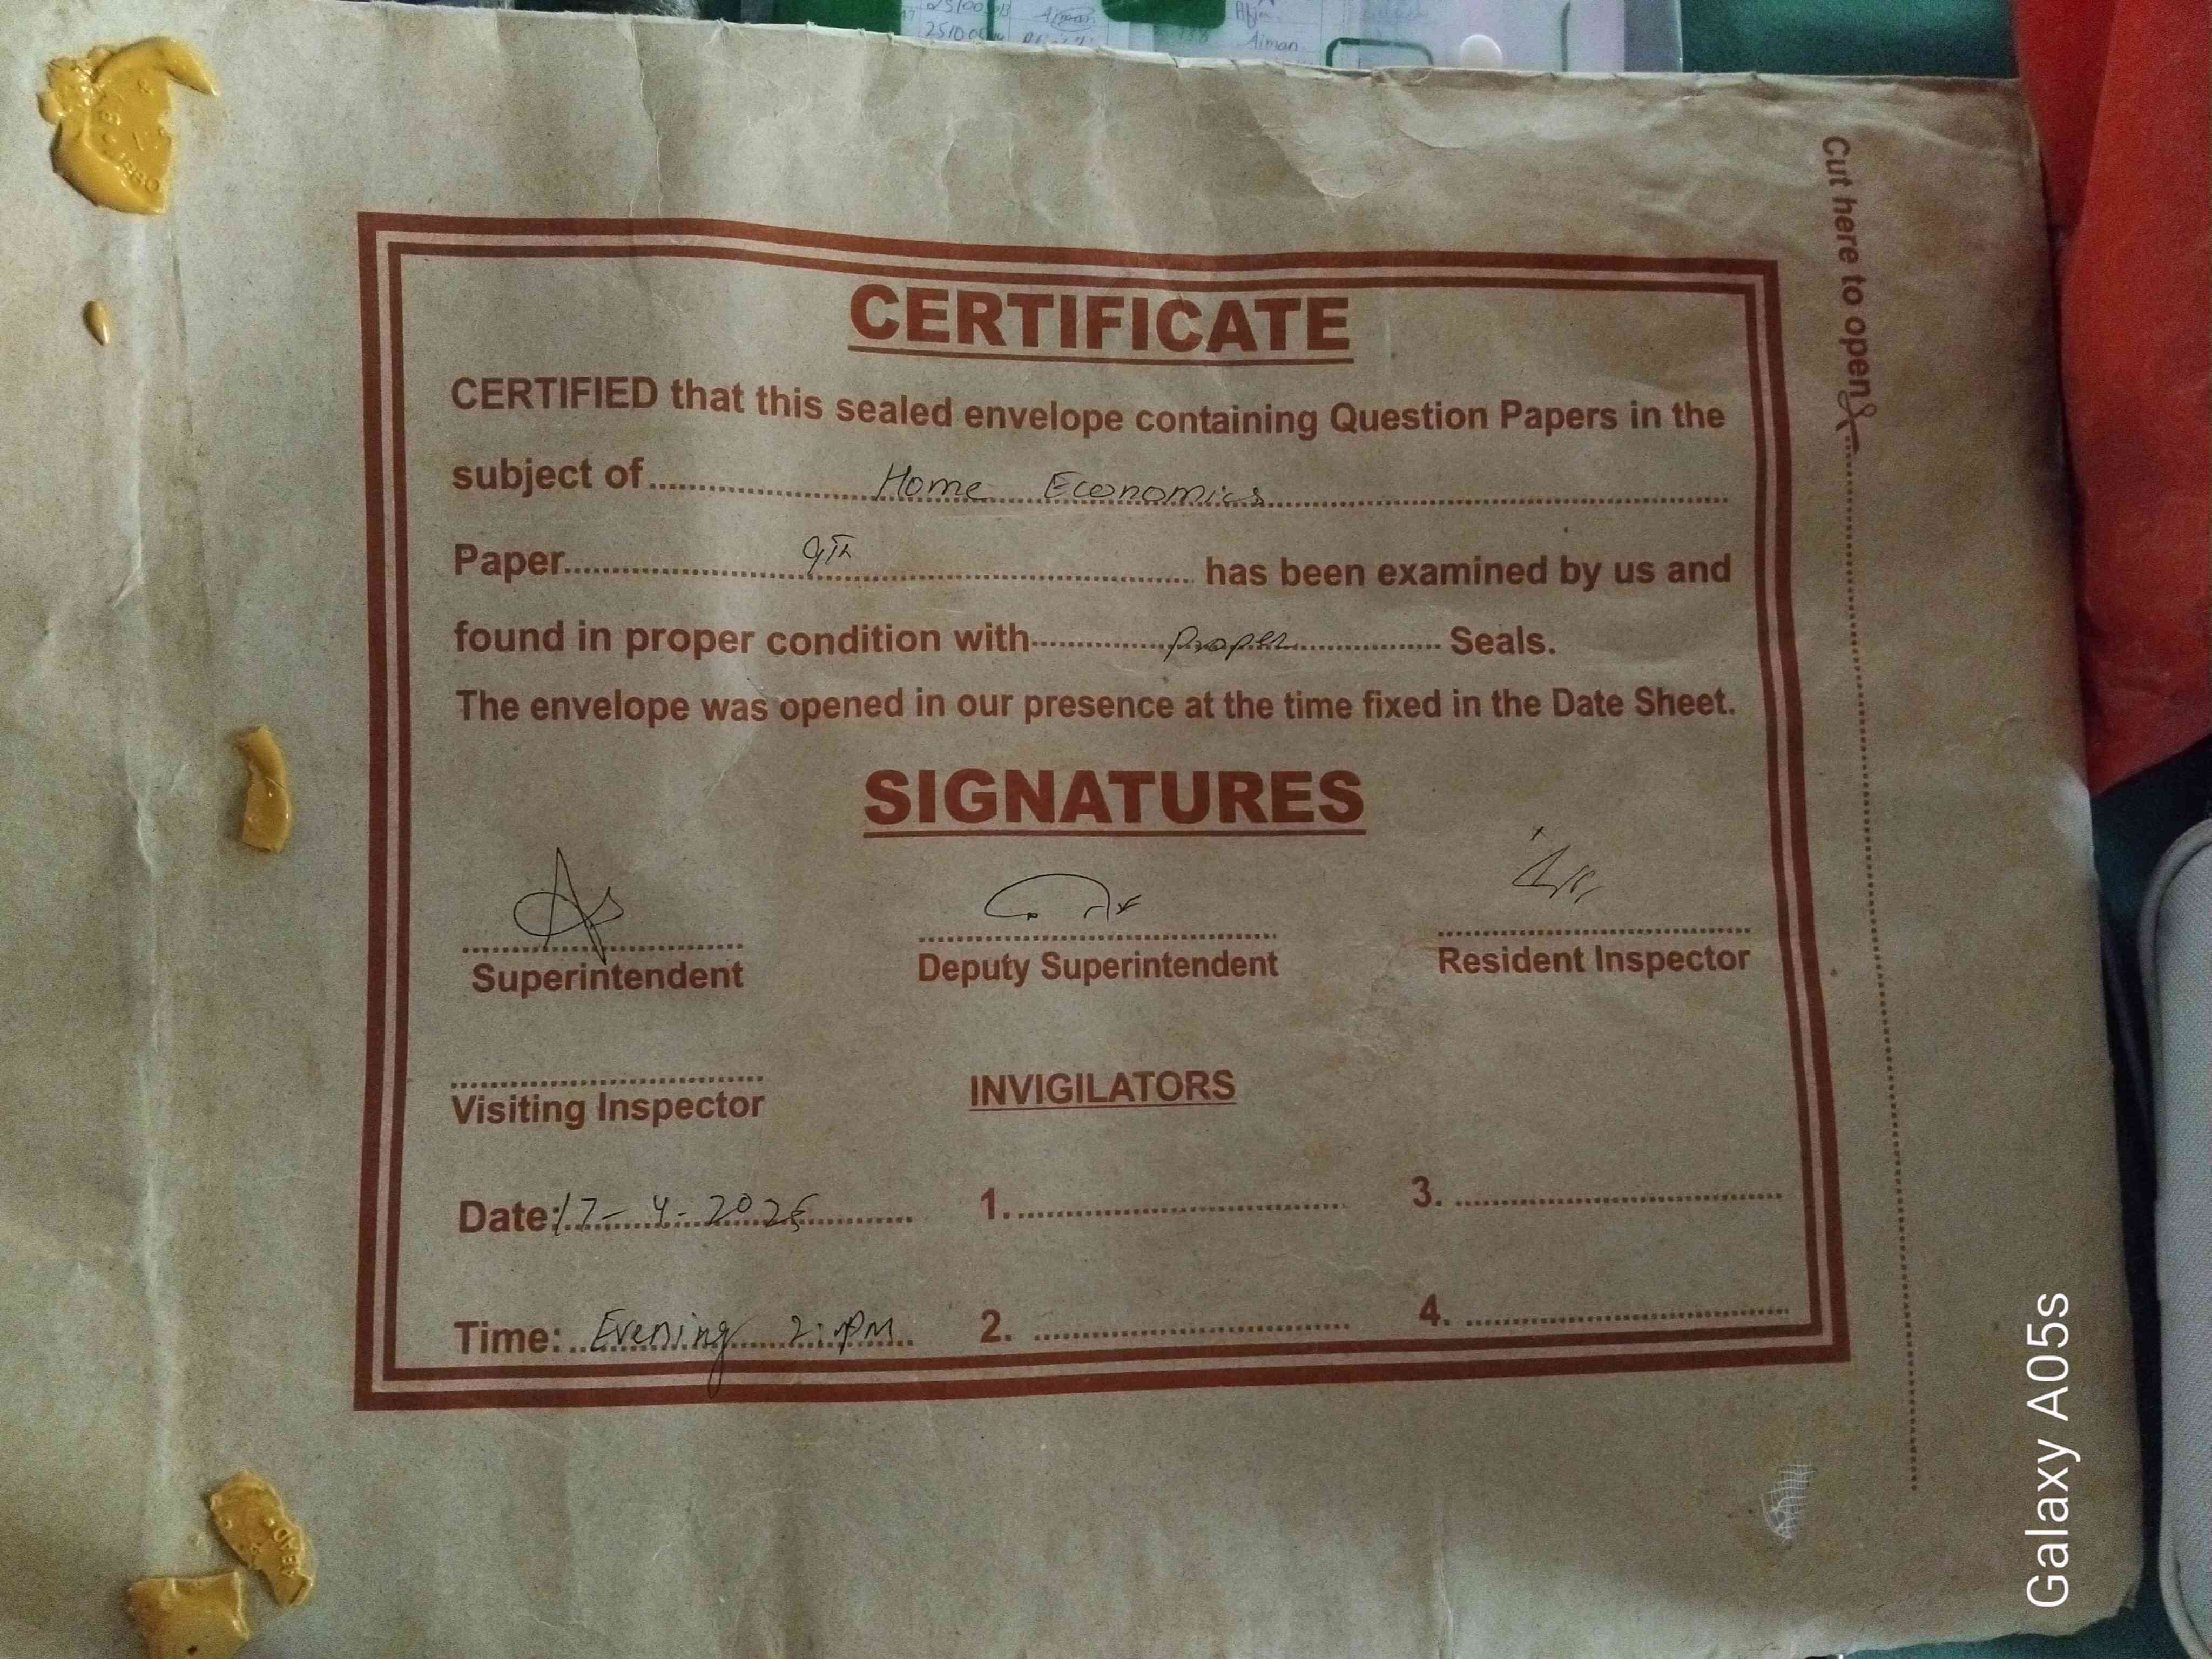 Aiman
Aiman
Cut here to open
CERTIFICATE
CERTIFIED that this sealed envelope containing Question Papers in the
subject of.......... Home Economics ..........
Paper.......... 9Th .......... has been examined by us and
found in proper condition with.......... Proper .......... Seals.
The envelope was opened in our presence at the time fixed in the Date Sheet.
SIGNATURES
Superintendent
Deputy Superintendent
Resident Inspector
Visiting Inspector
INVIGILATORS
Date: 17-4-2025
1. ..........
3. ..........
Time: Evening 2: PM
2. ..........
4. ..........
Galaxy A05s